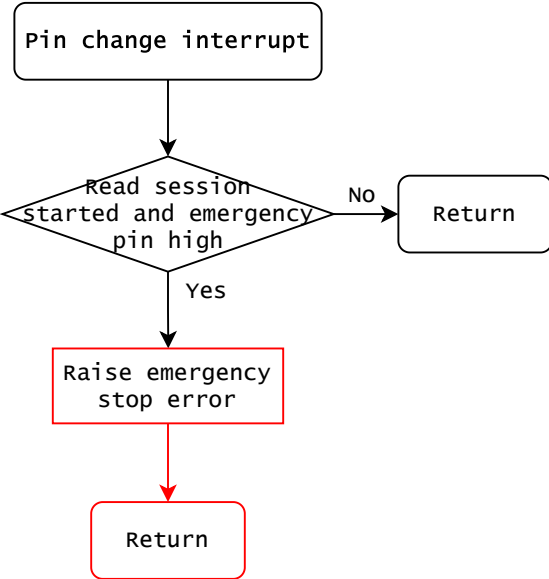 Pin change interrupt
Read session
started and emergency
pin high
No
Return
Yes
Raise emergency
stop error
Return